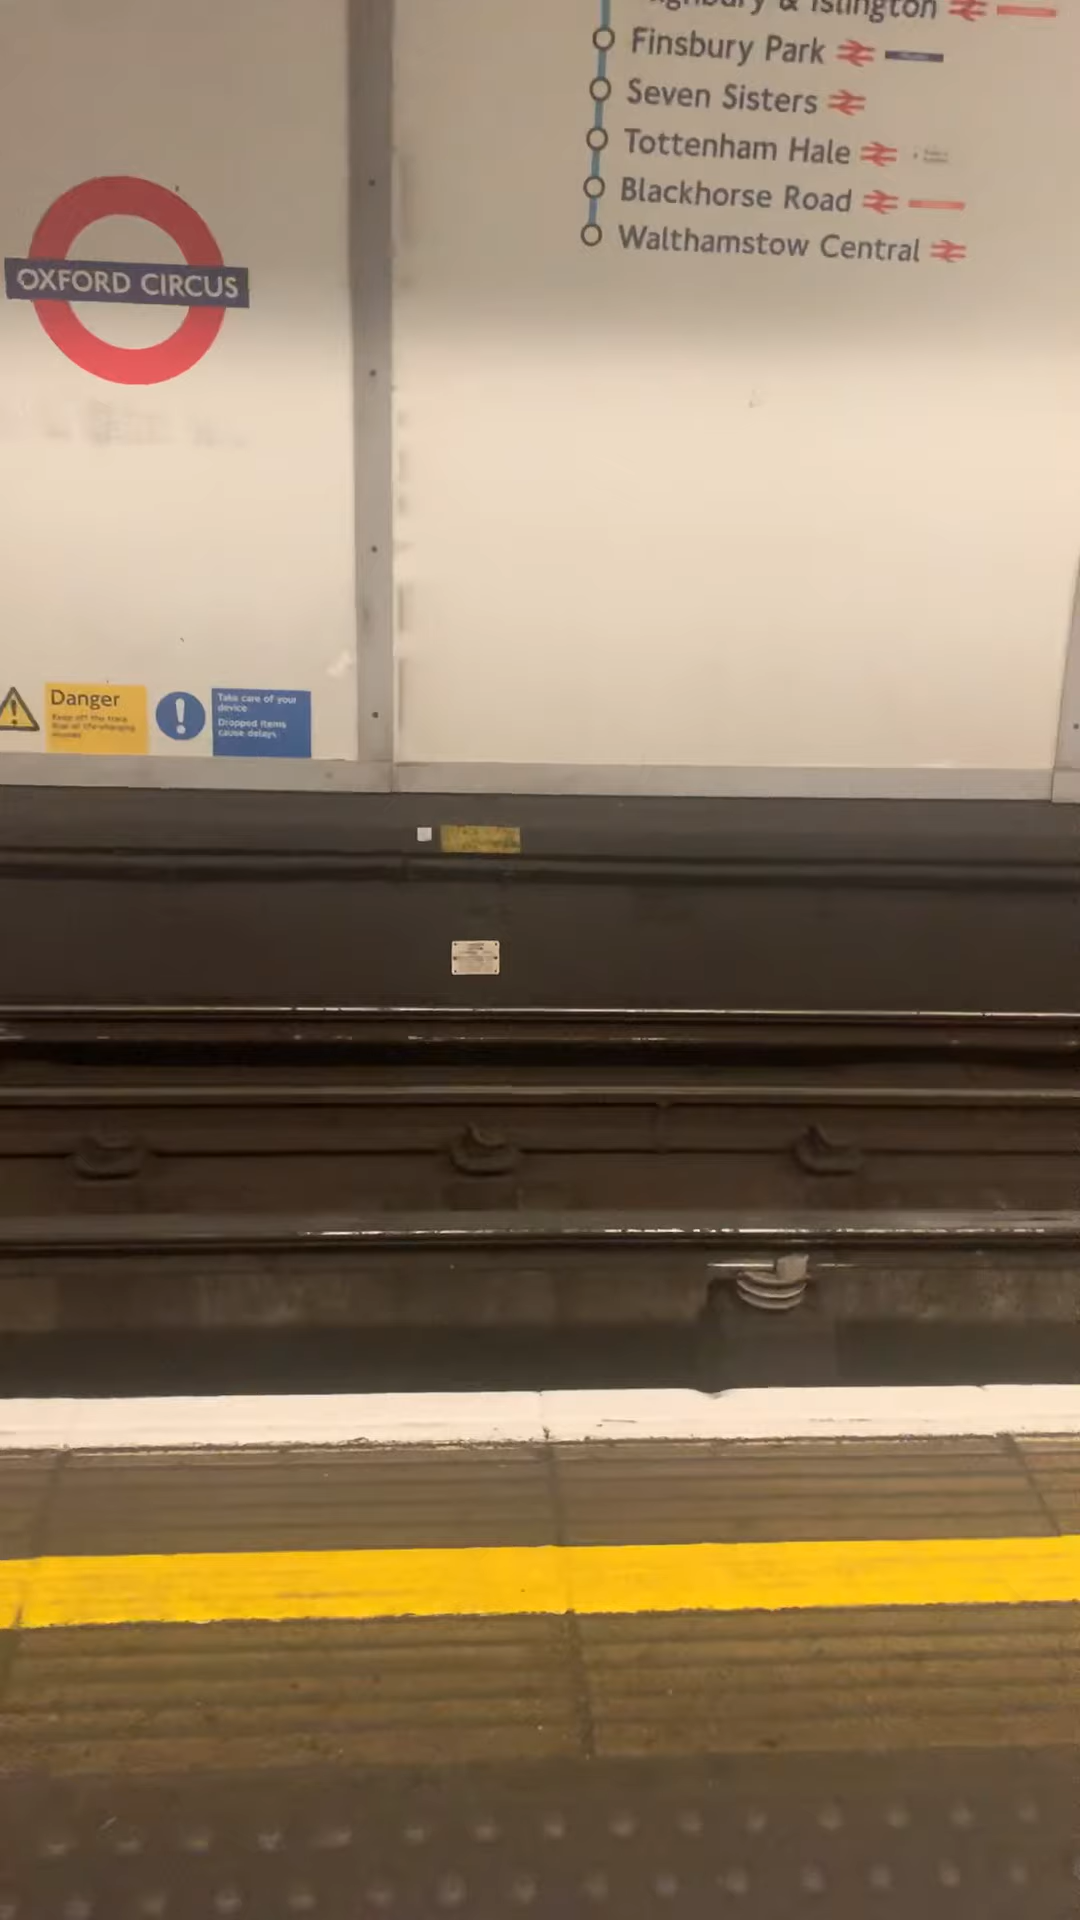 & Islington
Finsbury Park
Seven Sisters
Tottenham Hale
Blackhorse Road
Walthamstow Central
OXFORD CIRCUS
Danger
Take care of your
device
Dropped items
cause delays